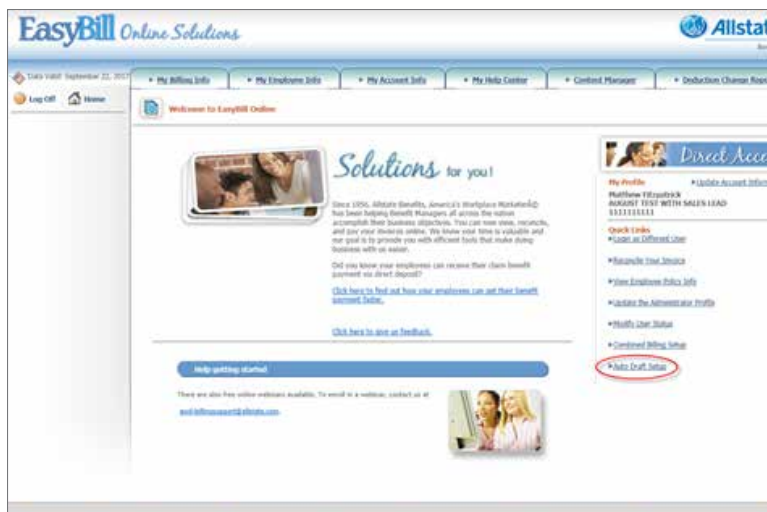 EasyBill Online Solutions
Allstat
Data Valid September 22, 2017
My Billing Info
My Employee Info
My Account Info
My Help Center
Content Manager
Deduction Change Repo
Log Off
Home
Welcome to EasyBill Online
Solutions for you!
Since 1956, Allstate Benefits, America's Workplace MarketerÂ©
has been helping Benefit Managers all across the nation
accomplish their business objectives. You can now view, reconcile,
and pay your invoices online. We know your time is valuable and
our goal is to provide you with efficient tools that make doing
business with us easier.
Did you know your employees can receive their claim benefit
payment via direct deposit?
Click here to find out how your employees can get their benefit
payment faster.
Click here to give us feedback.
Help getting started
There are also free online webinars available. To enroll in a webinar, contact us at
Direct Acce
My Profile
Update Account Inform
Matthew Fitzpatrick
AUGUST TEST WITH SALES LEAD
1111111111
Quick Links
Login as Different User
Reconcile Your Invoice
View Employee Policy Info
Update the Administrator Profile
Modify User Status
Combined Billing Setup
Auto Draft Setup